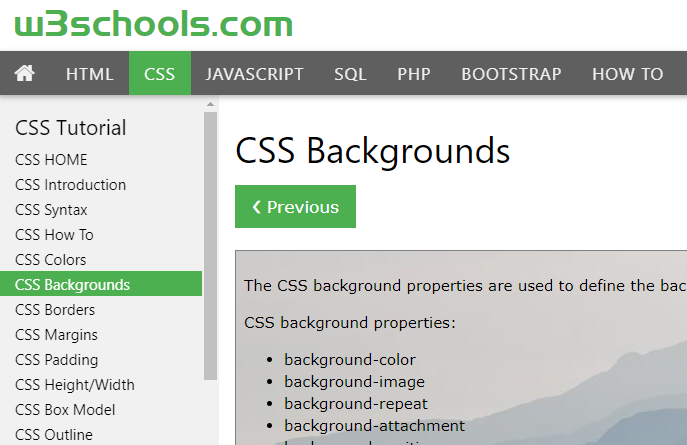 w3schools.com
HTML CSS JAVASCRIPT SQL PHP BOOTSTRAP HOW TO
CSS Tutorial
CSS HOME
CSS Introduction
CSS Syntax
CSS How To
CSS Colors
CSS Backgrounds
CSS Borders
CSS Margins
CSS Padding
CSS Height/Width
CSS Box Model
CSS Outline
CSS Backgrounds
❮ Previous
The CSS background properties are used to define the bac
CSS background properties:
• background-color
• background-image
• background-repeat
• background-attachment